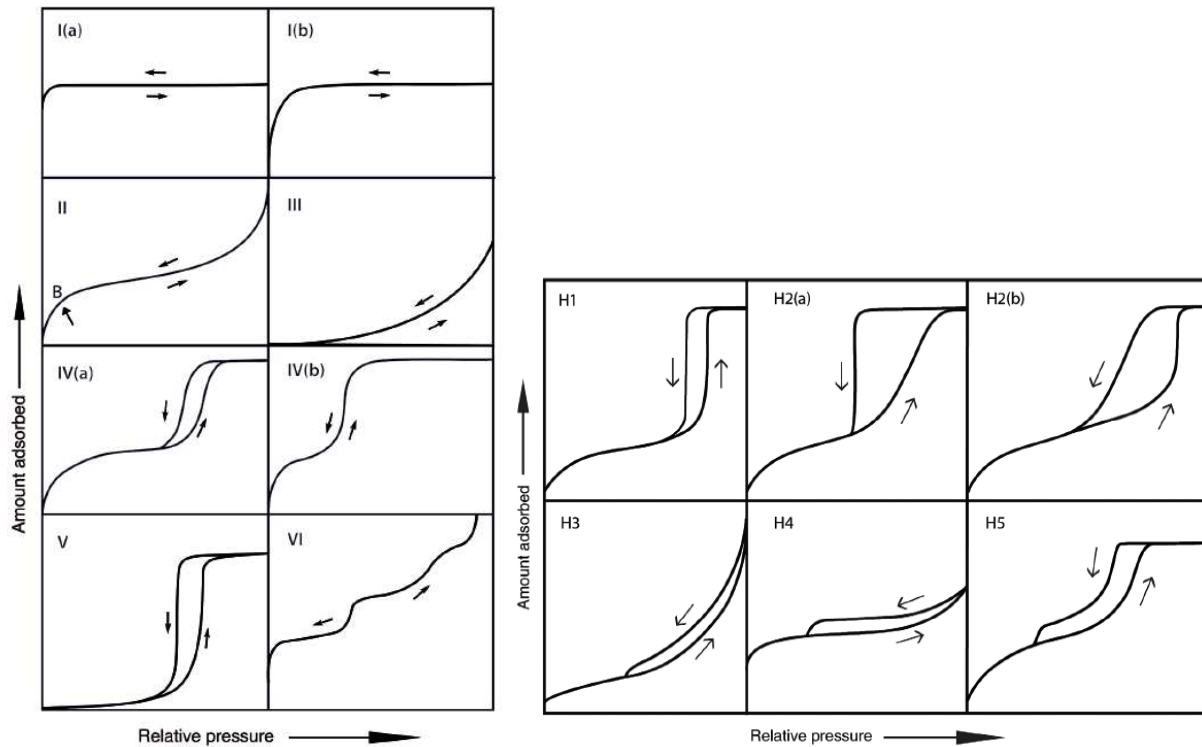 I(a)
I(b)
II
III
B
IV(a)
IV(b)
V
VI
Amount adsorbed
Relative pressure
H1
H2(a)
H2(b)
H3
H4
H5
Amount adsorbed
Relative pressure